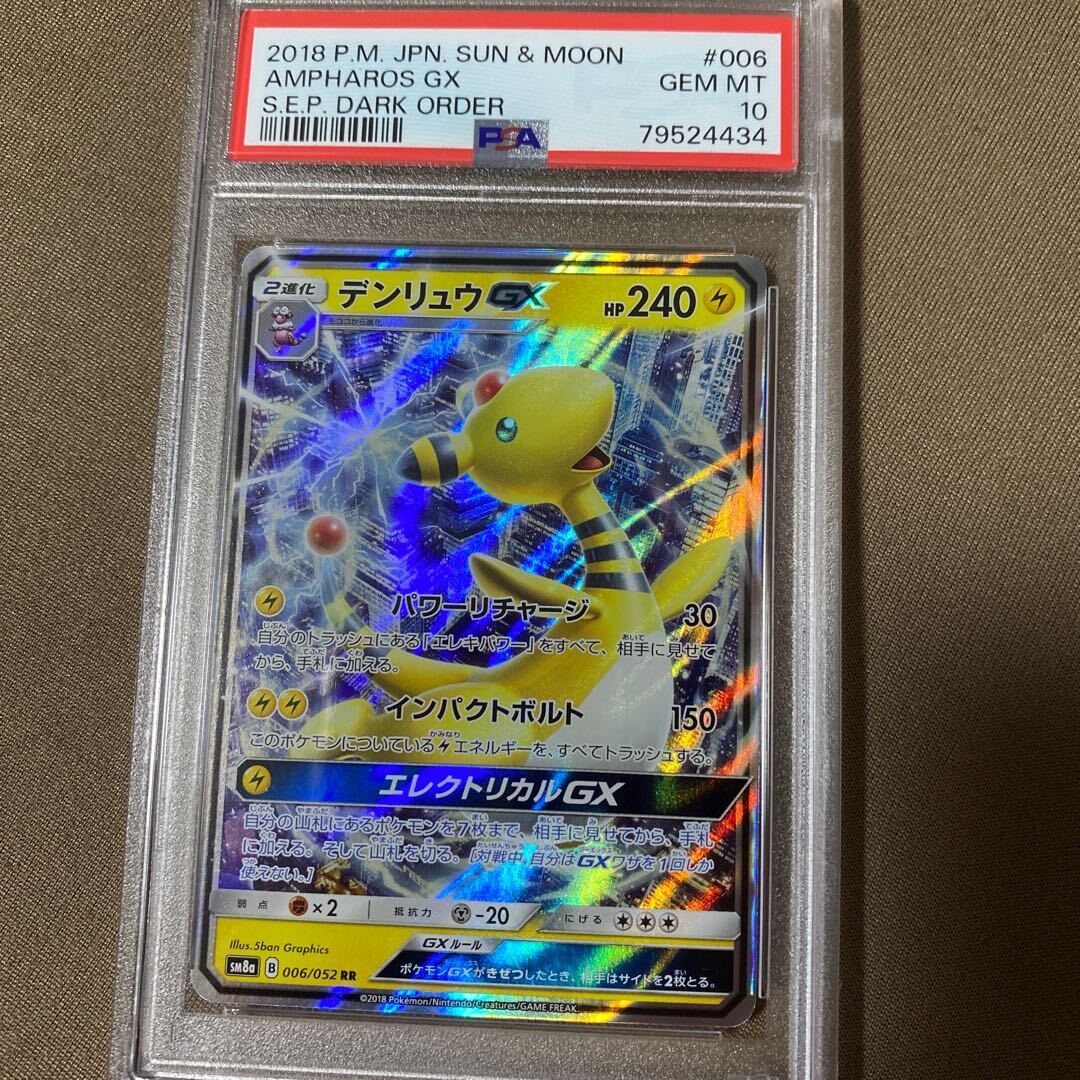 2018 P.M. JPN. SUN & MOON #006
AMPHAROS GX GEM MT
S.E.P. DARK ORDER 10
PSA 79524434
2進化 デンリュウGX HP240
モココから進化
パワーリチャージ 30
自分のトラッシュにある「エレキパワー」をすべて、相手に見せて
から、手札に加える。
インパクトボルト 150
このポケモンについているエネルギーを、すべてトラッシュする。
エレクトリカルGX
自分の山札にあるポケモンを7枚まで、相手に見せてから、手札
に加える。そして山札を切る。[対戦中、自分はGXワザを1回しか
使えない。]
弱点 ×2 抵抗力 -20 にげる
Illus.5ban Graphics
GXルール
SM8a B 006/052 RR
ポケモンGXがきぜつしたとき、相手はサイドを2枚とる。
©2018 Pokémon/Nintendo/Creatures/GAME FREAK.